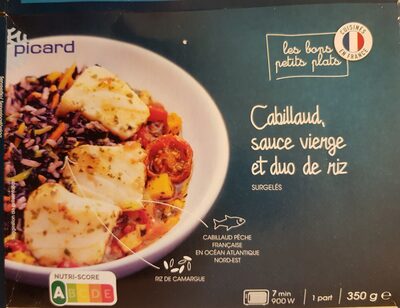 picard
les bons
petits plats
CUISINÉS
EN FRANCE
Cabillaud,
sauce vierge
et duo de riz
SURGELÉS
CABILLAUD PÊCHE
FRANÇAISE
EN OCÉAN ATLANTIQUE
NORD-EST
RIZ DE CAMARGUE
NUTRI-SCORE
A B C D E
7 min
900 W
1 part
350 g e